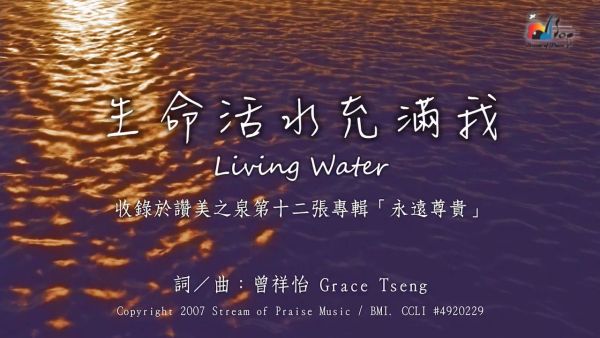 生命活水充滿我
Living Water
收錄於讚美之泉第十二張專輯「永遠尊貴」
詞／曲：曾祥怡 Grace Tseng
Copyright 2007 Stream of Praise Music / BMI. CCLI #4920229